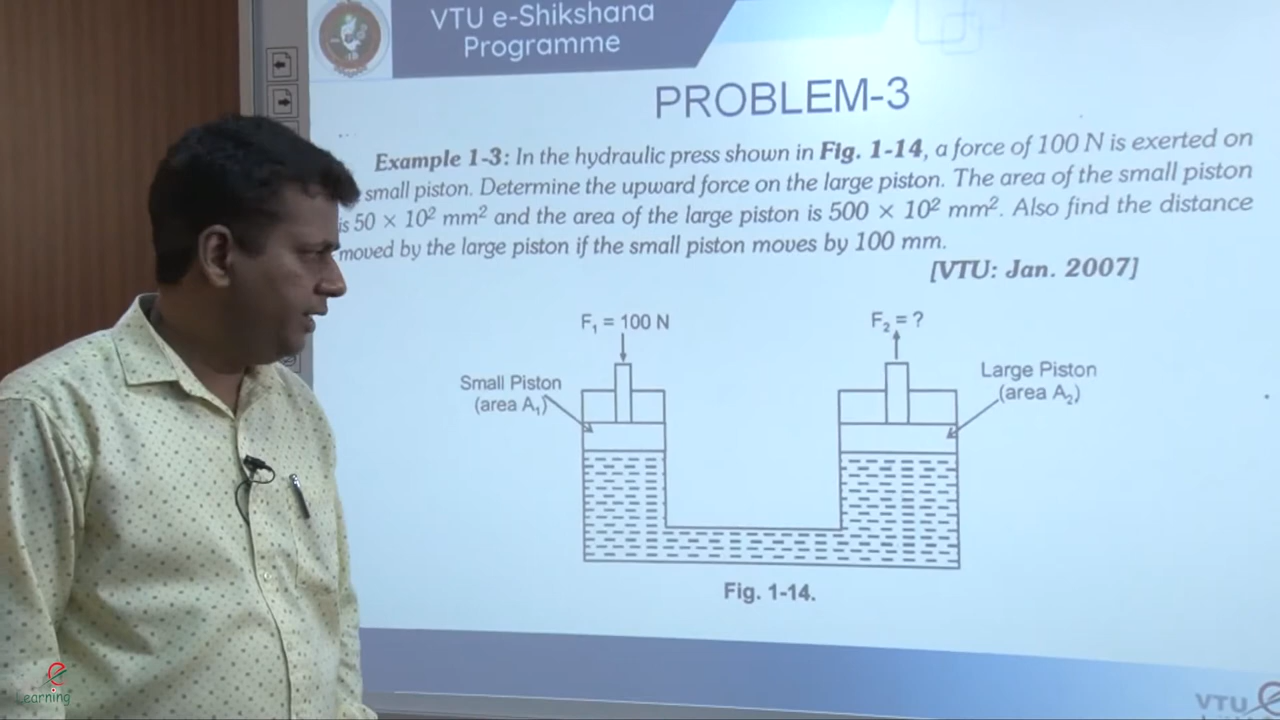 VTU e-Shikshana
Programme
PROBLEM-3
Example 1-3: In the hydraulic press shown in Fig. 1-14, a force of 100 N is exerted on
small piston. Determine the upward force on the large piston. The area of the small piston
is 50 × 10² mm² and the area of the large piston is 500 × 10² mm². Also find the distance
moved by the large piston if the small piston moves by 100 mm.
[VTU: Jan. 2007]
F₁ = 100 N
F₂ = ?
Small Piston
(area A₁)
Large Piston
(area A₂)
Fig. 1-14.
e
Learning
VTU e